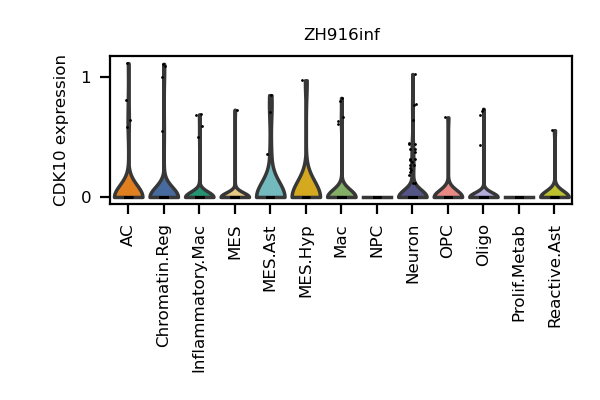 ZH916inf
CDK10 expression
1
0
AC
Chromatin.Reg
Inflammatory.Mac
MES
MES.Ast
MES.Hyp
Mac
NPC
Neuron
OPC
Oligo
Prolif.Metab
Reactive.Ast